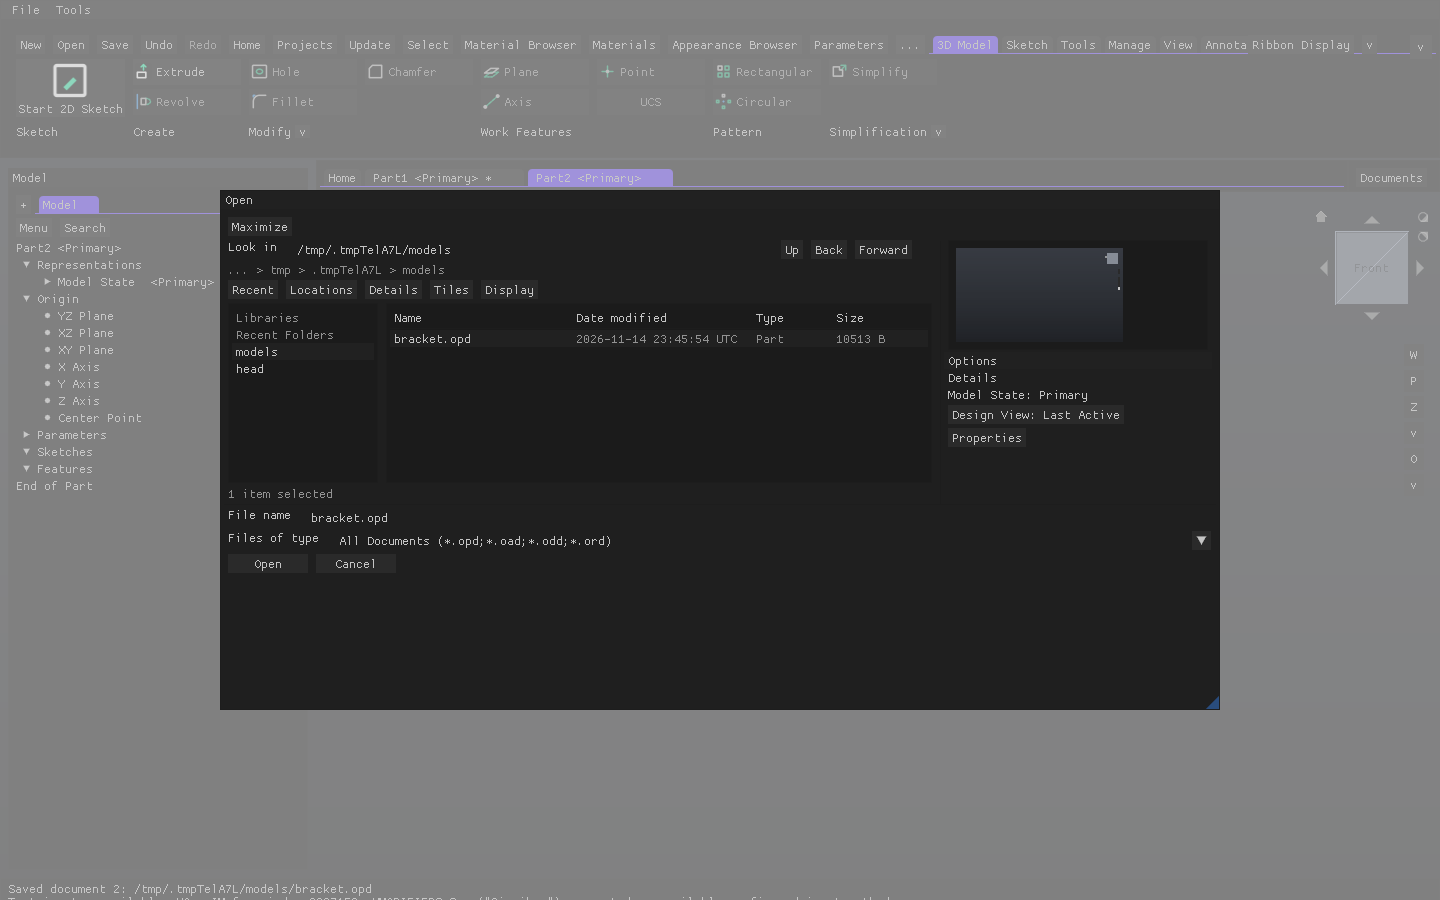 File Tools
New Open Save Undo Redo Home Projects Update Select Material Browser Materials Appearance Browser Parameters ... 3D Model Sketch Tools Manage View Annota Ribbon Display v v
Extrude Hole Chamfer Plane Point Rectangular Simplify
Revolve Fillet Axis UCS Circular
Start 2D Sketch
Sketch Create Modify v Work Features Pattern Simplification v
Model
Home Part1 <Primary> * Part2 <Primary> Documents
+ Model
Menu Search
Part2 <Primary>
Representations
Model State <Primary>
Origin
YZ Plane
XZ Plane
XY Plane
X Axis
Y Axis
Z Axis
Center Point
Parameters
Sketches
Features
End of Part
Open
Maximize
Look in /tmp/.tmpTelA7L/models Up Back Forward
... > tmp > .tmpTelA7L > models
Recent Locations Details Tiles Display
Libraries
Recent Folders
models
head
Name Date modified Type Size
bracket.opd 2026-11-14 23:45:54 UTC Part 10513 B
Options
Details
Model State: Primary
Design View: Last Active
Properties
1 item selected
File name bracket.opd
Files of type All Documents (*.opd;*.oad;*.odd;*.ord)
Open Cancel
Front
W
P
Z
v
O
v
Saved document 2: /tmp/.tmpTelA7L/models/bracket.opd